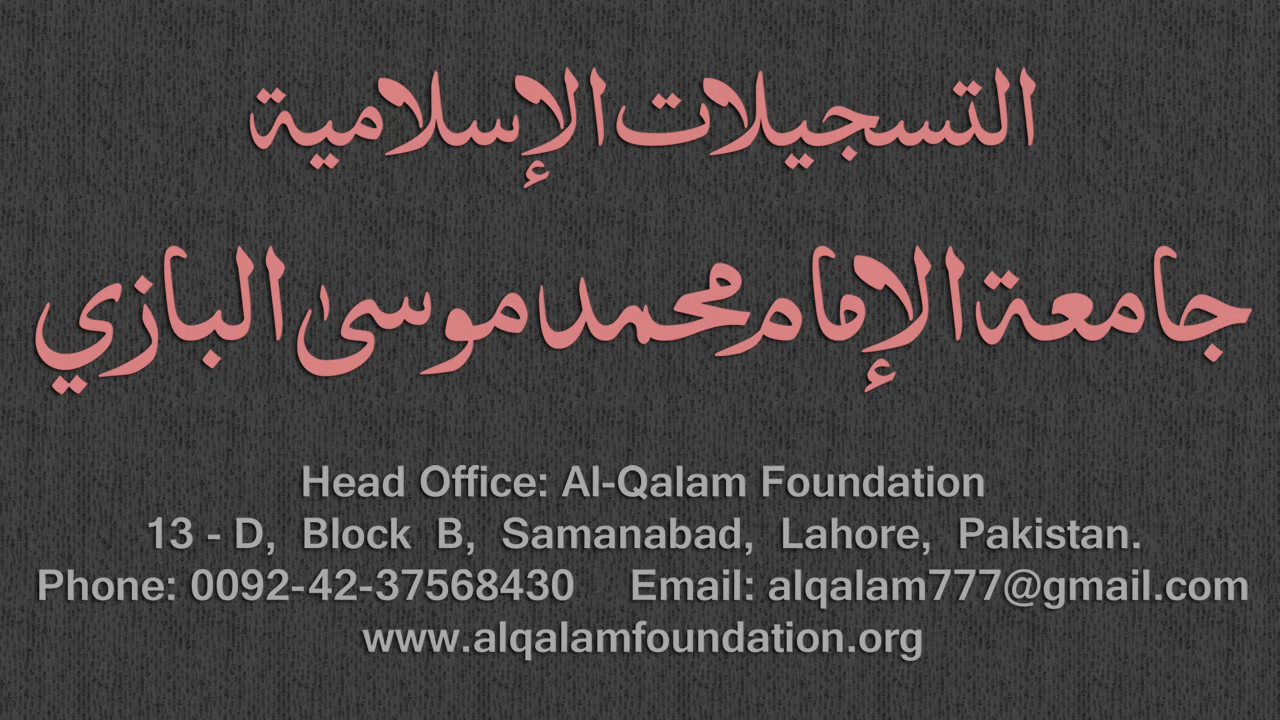 التسجيلات الإسلامية
جامعة الإمام محمد موسىٰ البازي
Head Office: Al-Qalam Foundation
13 - D, Block B, Samanabad, Lahore, Pakistan.
Phone: 0092-42-37568430 Email: alqalam777@gmail.com
www.alqalamfoundation.org